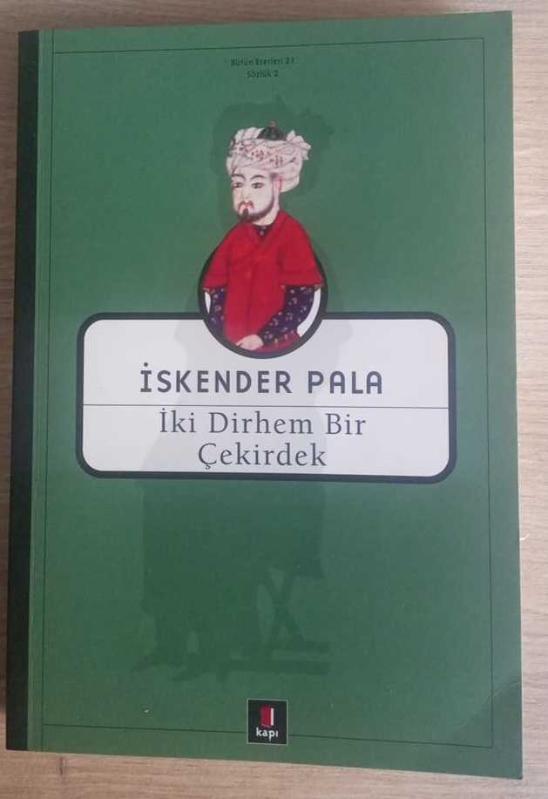 Bütün Eserleri 21
Sözlük 2
İSKENDER PALA
İki Dirhem Bir
Çekirdek
kapı